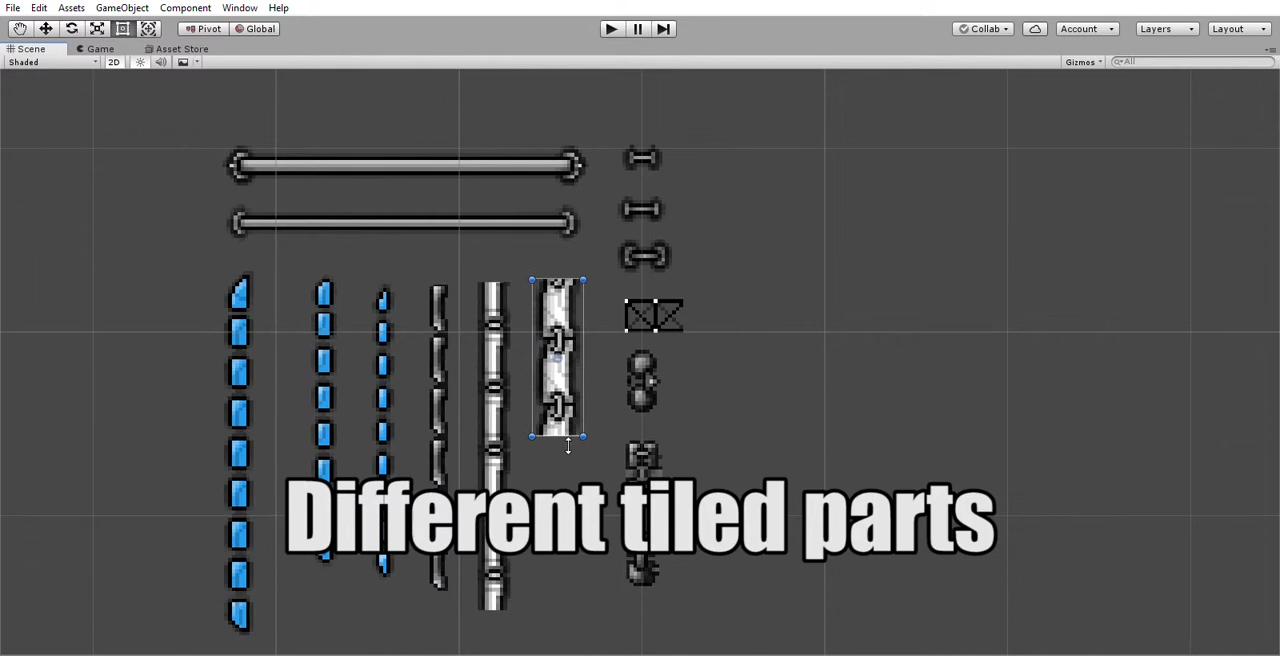 File Edit Assets GameObject Component Window Help
Pivot Global Collab Account Layers Layout
Scene Game Asset Store
Shaded 2D Gizmos All
Different tiled parts